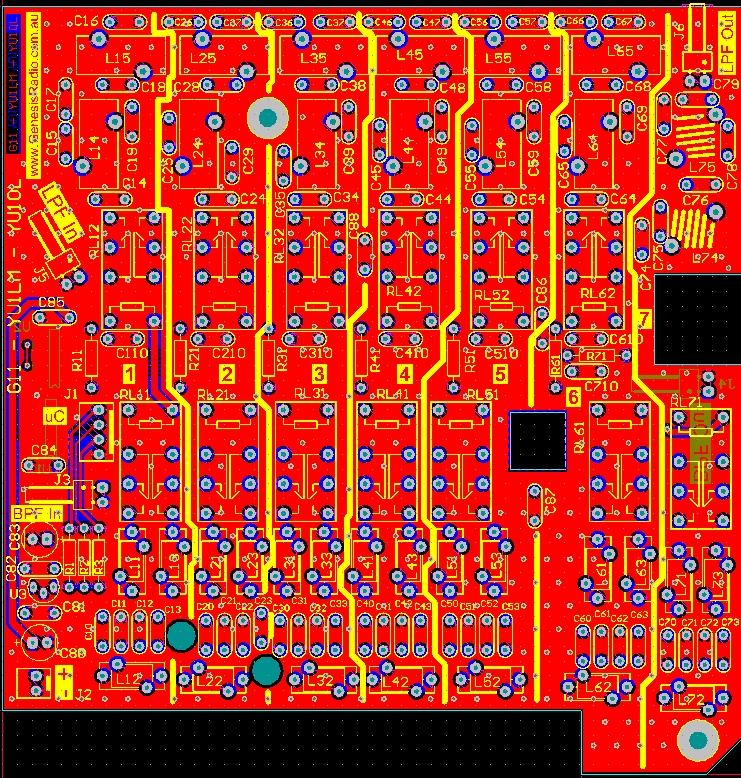 C16 C26 C37 C36 C37 C46 C47 C56 C57 C66 C67
J6
LPF Out
G11 - YU1LM - YU1OL
www.GenesisRadio.com.au
L15 L25 L35 L45 L55 L65
C18 C28 C38 C48 C58 C68 C79
C17
C15
L14 C19 L24 C29 L34 C39 L44 C49 L54 C59 L64 C69
C25 C35 C45 C55 C65
C77 L75 C78
C14 C24 C34 C44 C54 C64 C76
LPF In
J5
RL12 RL22 RL32 C88 RL42 RL52 RL62
C75 L74
C74
G11 - YU1LM - YU1OL
C85
C86
7
R11 C110 R21 C210 R31 C310 R41 C410 R51 C510 R61 C610
R71
C710
1 2 3 4 5 6
J1
uC
RL11 RL21 RL31 RL41 RL51 RL61 RL71
J4
C84
J3
BPF In
C87
C83
C82
U3
R1 R2 R3
L11 L13 L21 L23 L31 L33 L41 L43 L51 L53 L61 L63 L71 L73
C81
C80
C10 C11 C12 C13 C20 C21 C22 C23 C30 C31 C32 C33 C40 C41 C42 C43 C50 C51 C52 C53 C60 C61 C62 C63 C70 C71 C72 C73
+ -
J2
L12 L22 L32 L42 L52 L62 L72